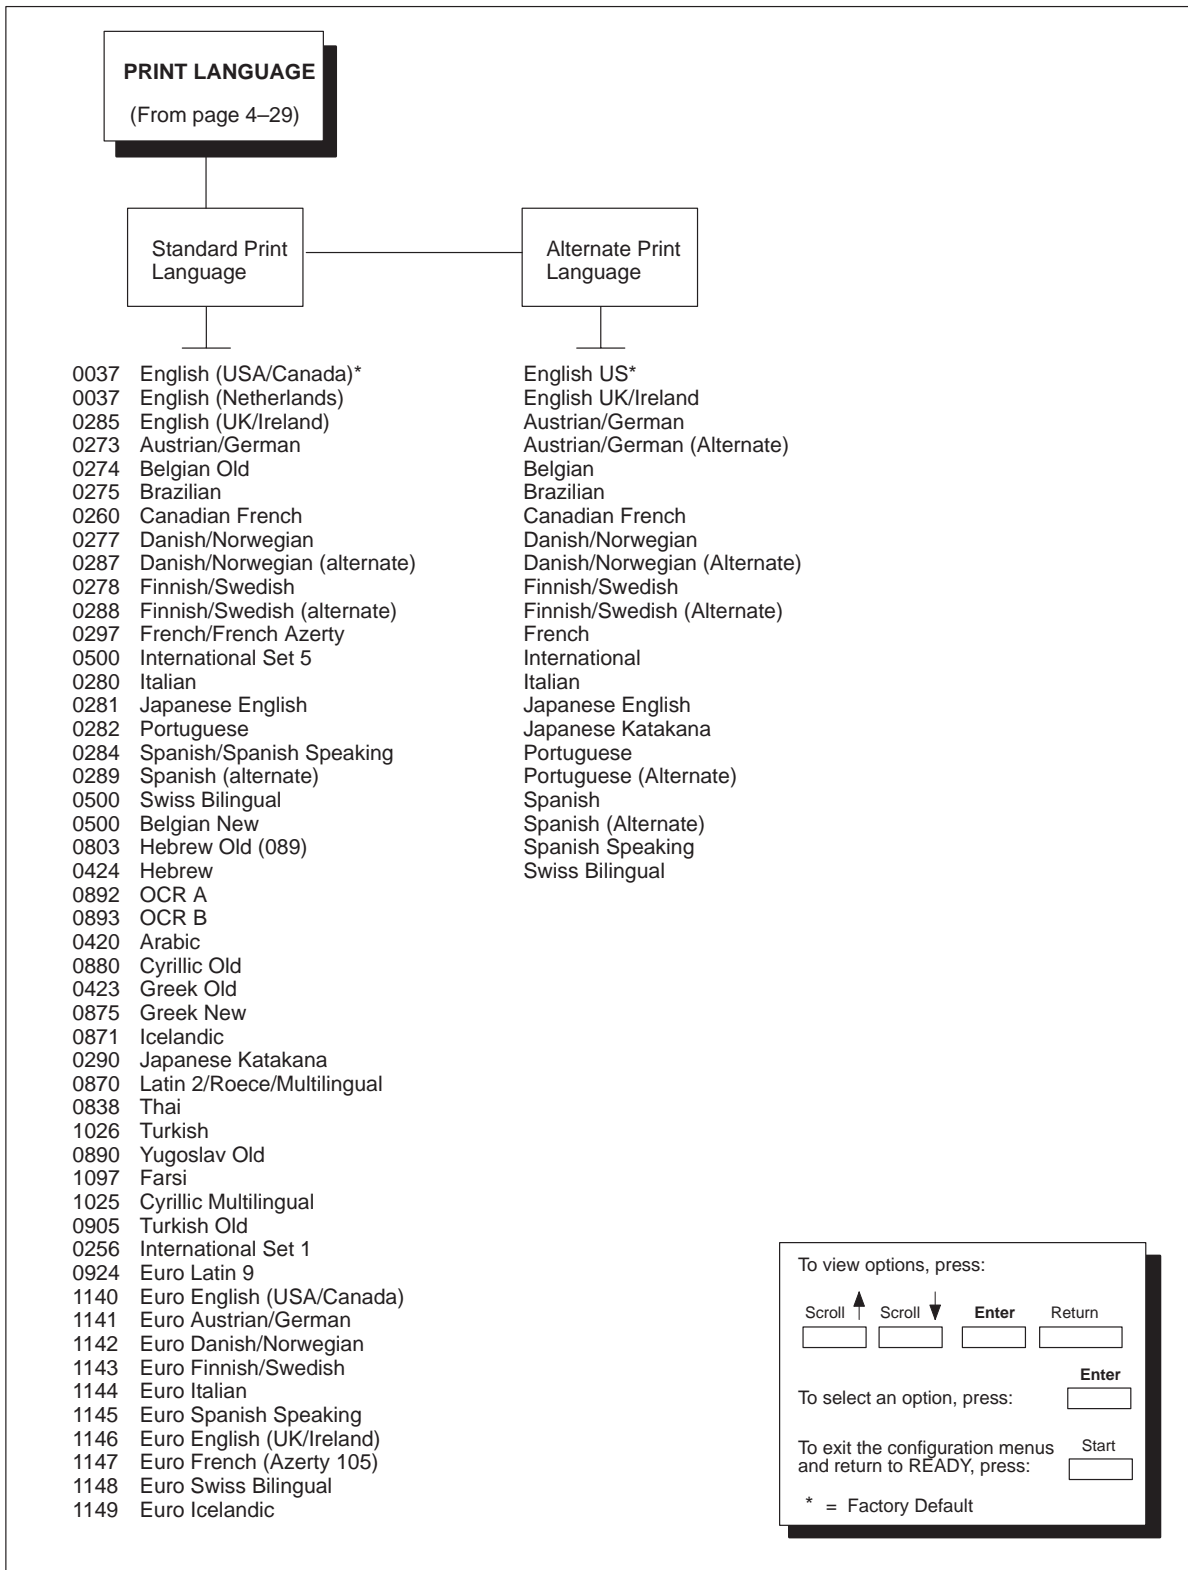 PRINT LANGUAGE
(From page 4–29)
Standard Print
Language
Alternate Print
Language
0037 English (USA/Canada)*
0037 English (Netherlands)
0285 English (UK/Ireland)
0273 Austrian/German
0274 Belgian Old
0275 Brazilian
0260 Canadian French
0277 Danish/Norwegian
0287 Danish/Norwegian (alternate)
0278 Finnish/Swedish
0288 Finnish/Swedish (alternate)
0297 French/French Azerty
0500 International Set 5
0280 Italian
0281 Japanese English
0282 Portuguese
0284 Spanish/Spanish Speaking
0289 Spanish (alternate)
0500 Swiss Bilingual
0500 Belgian New
0803 Hebrew Old (089)
0424 Hebrew
0892 OCR A
0893 OCR B
0420 Arabic
0880 Cyrillic Old
0423 Greek Old
0875 Greek New
0871 Icelandic
0290 Japanese Katakana
0870 Latin 2/Roece/Multilingual
0838 Thai
1026 Turkish
0890 Yugoslav Old
1097 Farsi
1025 Cyrillic Multilingual
0905 Turkish Old
0256 International Set 1
0924 Euro Latin 9
1140 Euro English (USA/Canada)
1141 Euro Austrian/German
1142 Euro Danish/Norwegian
1143 Euro Finnish/Swedish
1144 Euro Italian
1145 Euro Spanish Speaking
1146 Euro English (UK/Ireland)
1147 Euro French (Azerty 105)
1148 Euro Swiss Bilingual
1149 Euro Icelandic
English US*
English UK/Ireland
Austrian/German
Austrian/German (Alternate)
Belgian
Brazilian
Canadian French
Danish/Norwegian
Danish/Norwegian (Alternate)
Finnish/Swedish
Finnish/Swedish (Alternate)
French
International
Italian
Japanese English
Japanese Katakana
Portuguese
Portuguese (Alternate)
Spanish
Spanish (Alternate)
Spanish Speaking
Swiss Bilingual
To view options, press:
Scroll Scroll Enter Return
Enter
To select an option, press:
To exit the configuration menus Start
and return to READY, press:
* = Factory Default